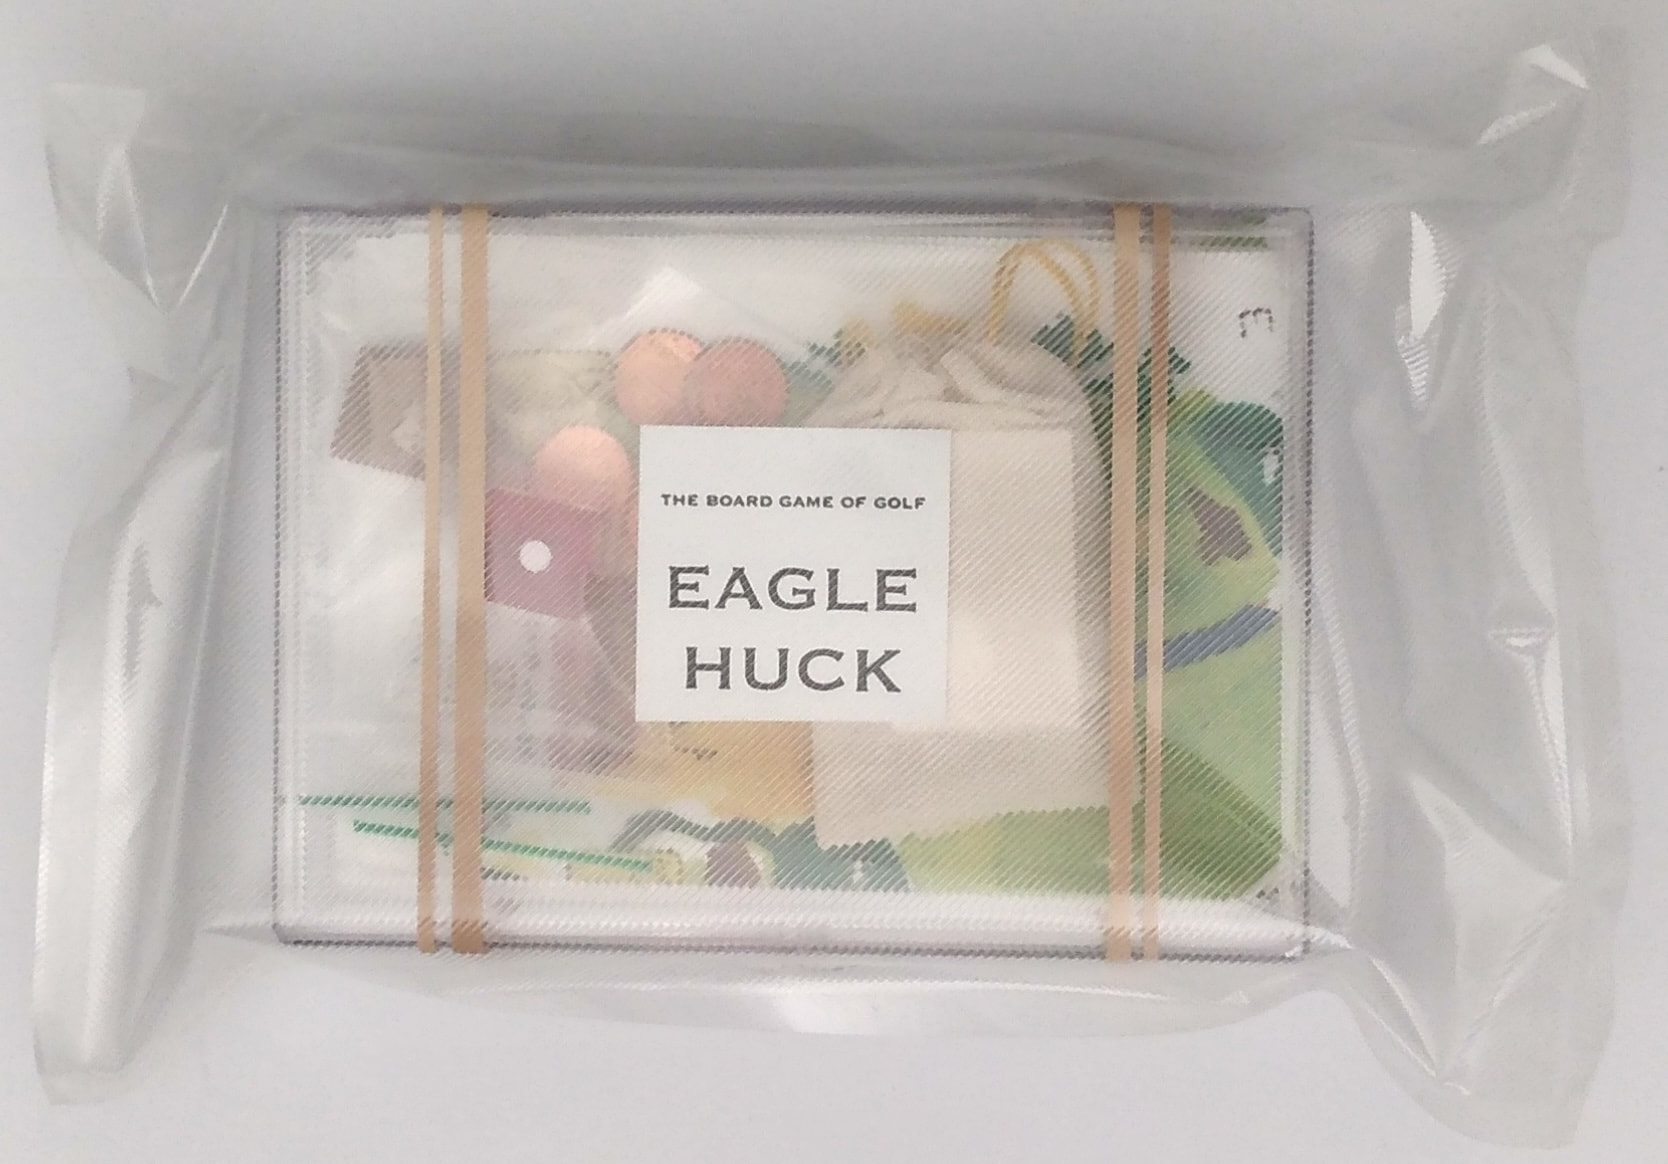 THE BOARD GAME OF GOLF
EAGLE
HUCK